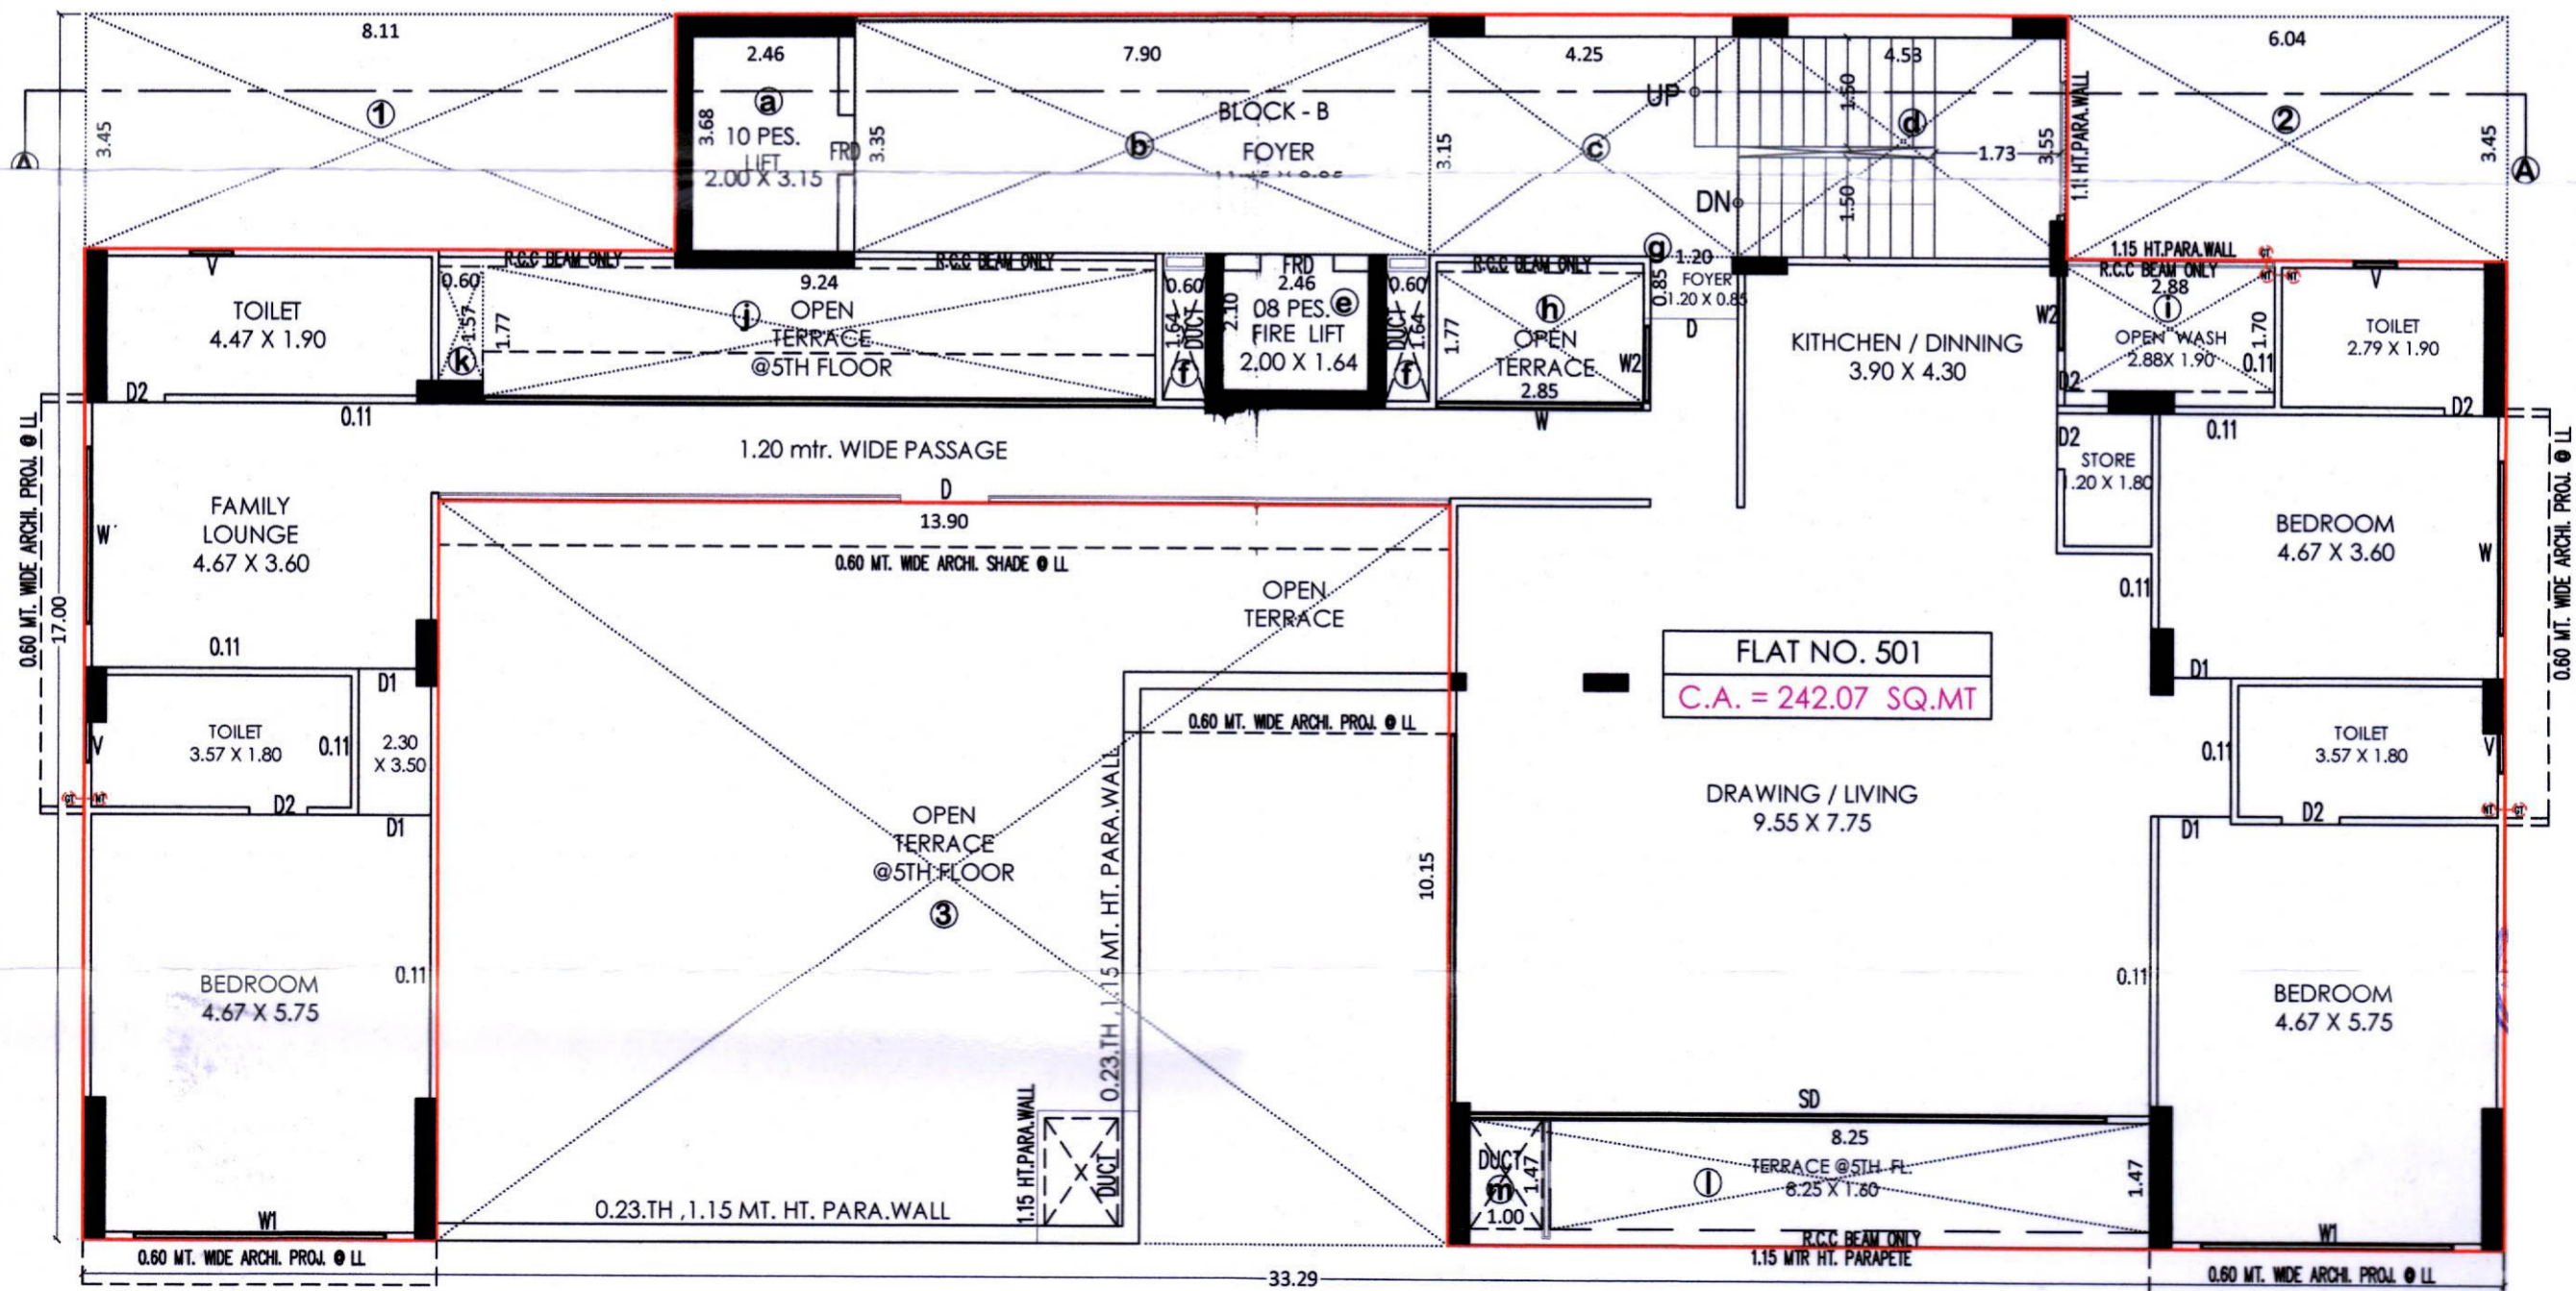 8.11
2.46
7.90
4.25
4.53
6.04
3.45
1
3.68
a
10 PES.
LIFT
2.00 X 3.15
FRD
3.35
b
BLOCK - B
FOYER
3.15
c
UP
DN
1.50
1.50
d
1.73
3.55
1.15 HT.PARA.WALL
2
3.45
A
A
V
TOILET
4.47 X 1.90
D2
0.11
R.C.C BEAM ONLY
0.60
1.57
k
1.77
9.24
j
OPEN
TERRACE
@5TH FLOOR
R.C.C BEAM ONLY
0.60
1.64
DUCT
f
2.10
FRD
2.46
08 PES.
e
FIRE LIFT
2.00 X 1.64
0.60
DUCT
1.64
f
R.C.C BEAM ONLY
1.77
h
OPEN
TERRACE
2.85
W2
W
g
1.20
FOYER
0.85
1.20 X 0.85
D
KITHCHEN / DINNING
3.90 X 4.30
W2
1.15 HT.PARA.WALL
R.C.C BEAM ONLY
2.88
i
OPEN WASH
2.88X 1.90
1.70
0.11
D2
GT
WT
WT
V
TOILET
2.79 X 1.90
D2
0.11
D2
STORE
1.20 X 1.80
0.11
BEDROOM
4.67 X 3.60
W
D1
0.60 MT. WIDE ARCHI. PROJ. @ LL
1.20 mtr. WIDE PASSAGE
D
0.60 MT. WIDE ARCHI. PROJ. @ LL
17.00
W
FAMILY
LOUNGE
4.67 X 3.60
0.11
D1
V
TOILET
3.57 X 1.80
0.11
2.30
X 3.50
D2
D1
GT
WT
BEDROOM
4.67 X 5.75
0.11
W1
0.60 MT. WIDE ARCHI. PROJ. @ LL
13.90
0.60 MT. WIDE ARCHI. SHADE @ LL
OPEN
TERRACE
0.60 MT. WIDE ARCHI. PROJ. @ LL
OPEN
TERRACE
@5TH FLOOR
3
0.23.TH ,1.15 MT. HT. PARA.WALL
10.15
1.15 HT.PARA.WALL
X
DUCT
0.23.TH ,1.15 MT. HT. PARA.WALL
FLAT NO. 501
C.A. = 242.07 SQ.MT
DRAWING / LIVING
9.55 X 7.75
0.11
TOILET
3.57 X 1.80
V
D2
D1
WT
GT
0.11
BEDROOM
4.67 X 5.75
W1
SD
DUCT
m
1.47
1.00
8.25
l
TERRACE @5TH FL.
8.25 X 1.60
1.47
R.C.C BEAM ONLY
1.15 MTR HT. PARAPETE
33.29
0.60 MT. WIDE ARCHI. PROJ. @ LL